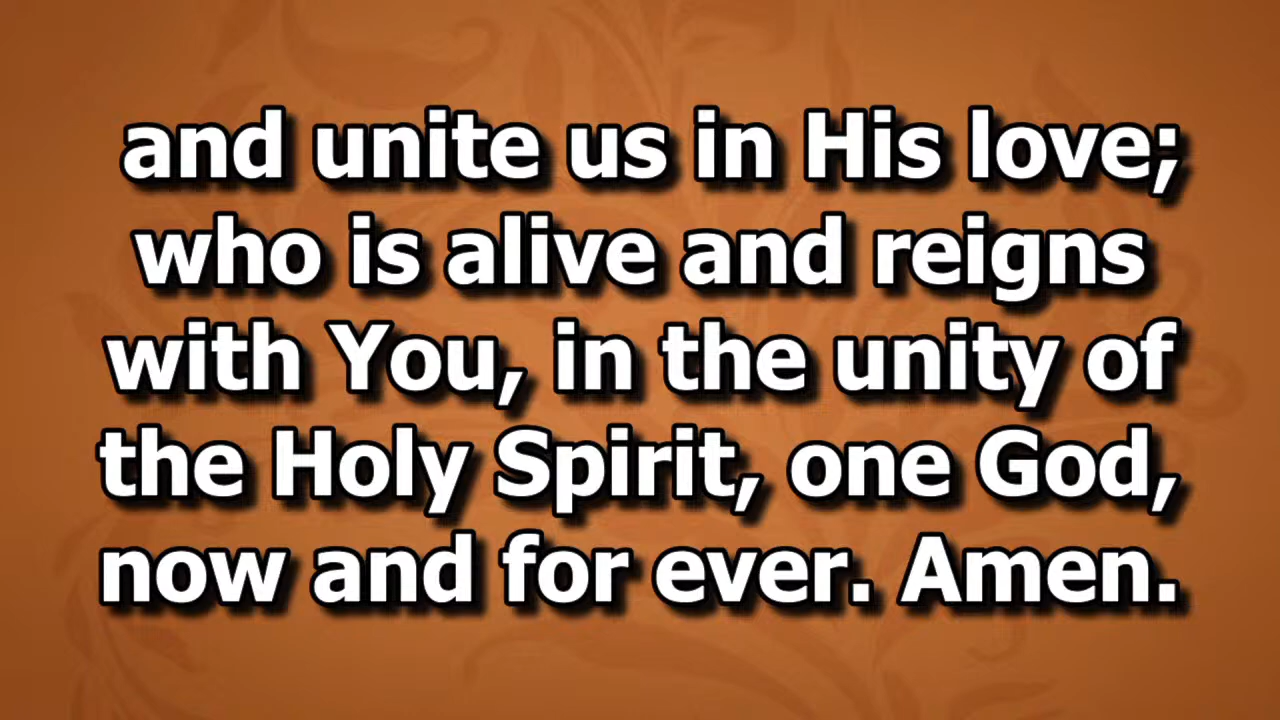 and unite us in His love;
who is alive and reigns
with You, in the unity of
the Holy Spirit, one God,
now and for ever. Amen.